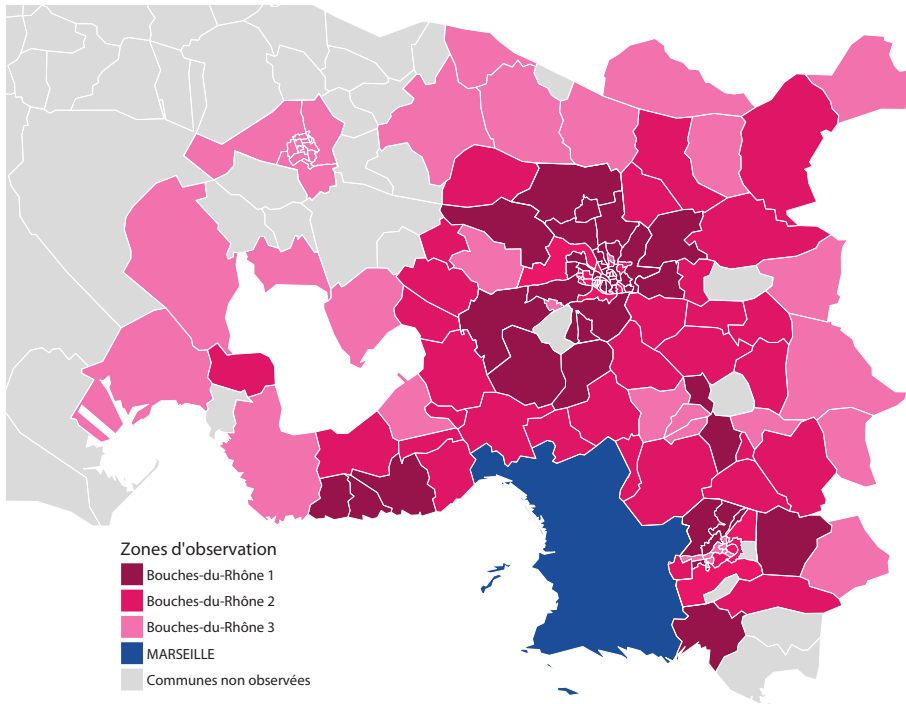 Zones d'observation
Bouches-du-Rhône 1
Bouches-du-Rhône 2
Bouches-du-Rhône 3
MARSEILLE
Communes non observées